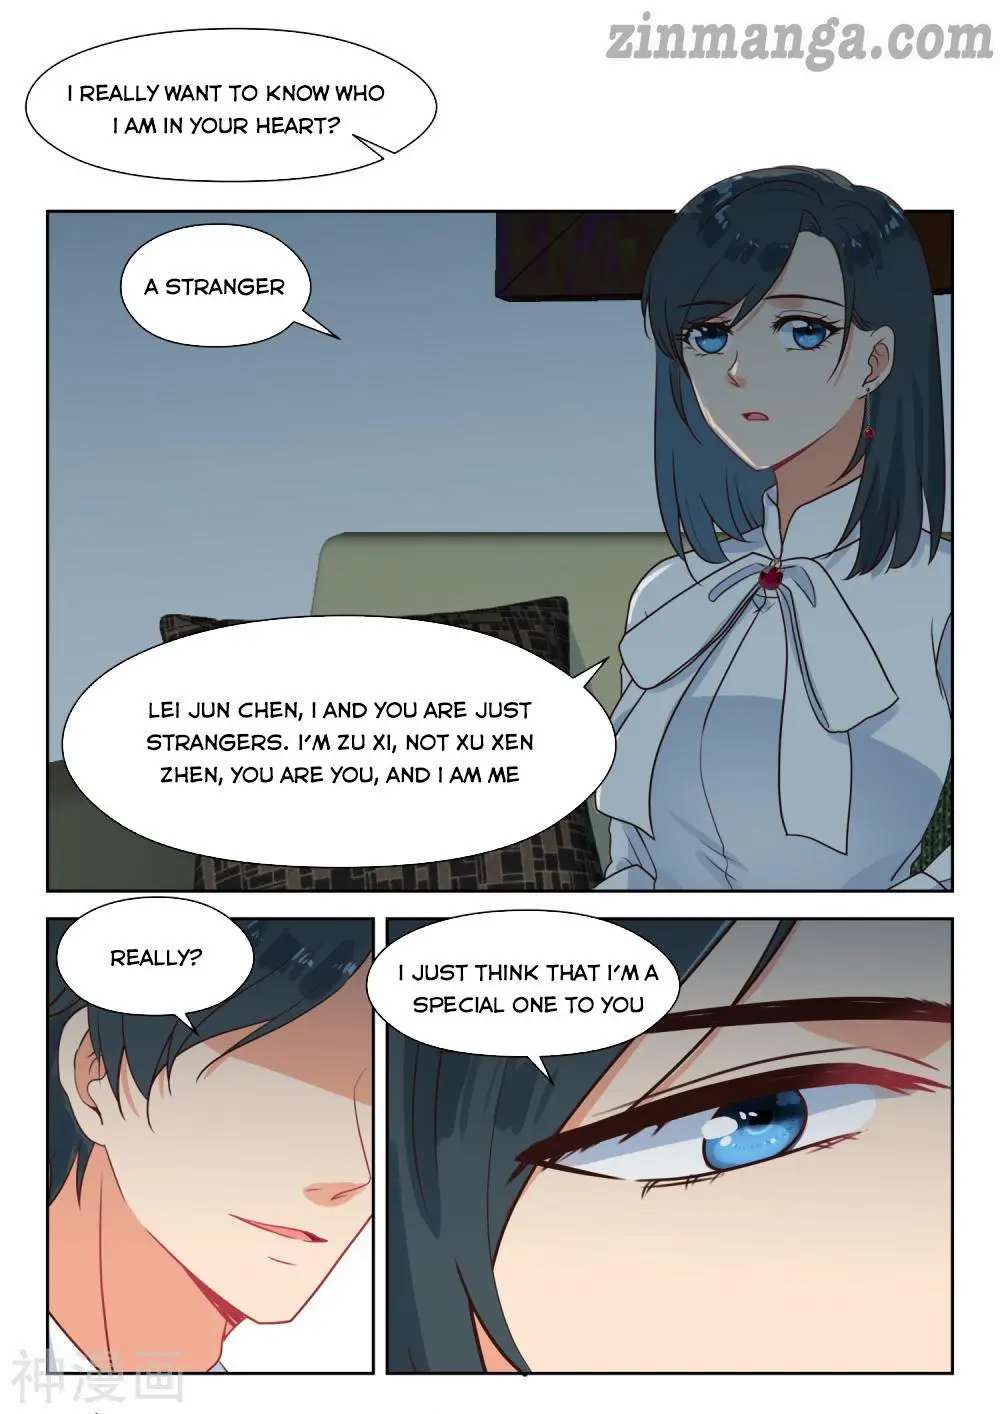 zinmanga.com
I REALLY WANT TO KNOW WHO
I AM IN YOUR HEART?
A STRANGER
LEI JUN CHEN, I AND YOU ARE JUST
STRANGERS. I'M ZU XI, NOT XU XEN
ZHEN, YOU ARE YOU, AND I AM ME
REALLY?
I JUST THINK THAT I'M A
SPECIAL ONE TO YOU
神漫画